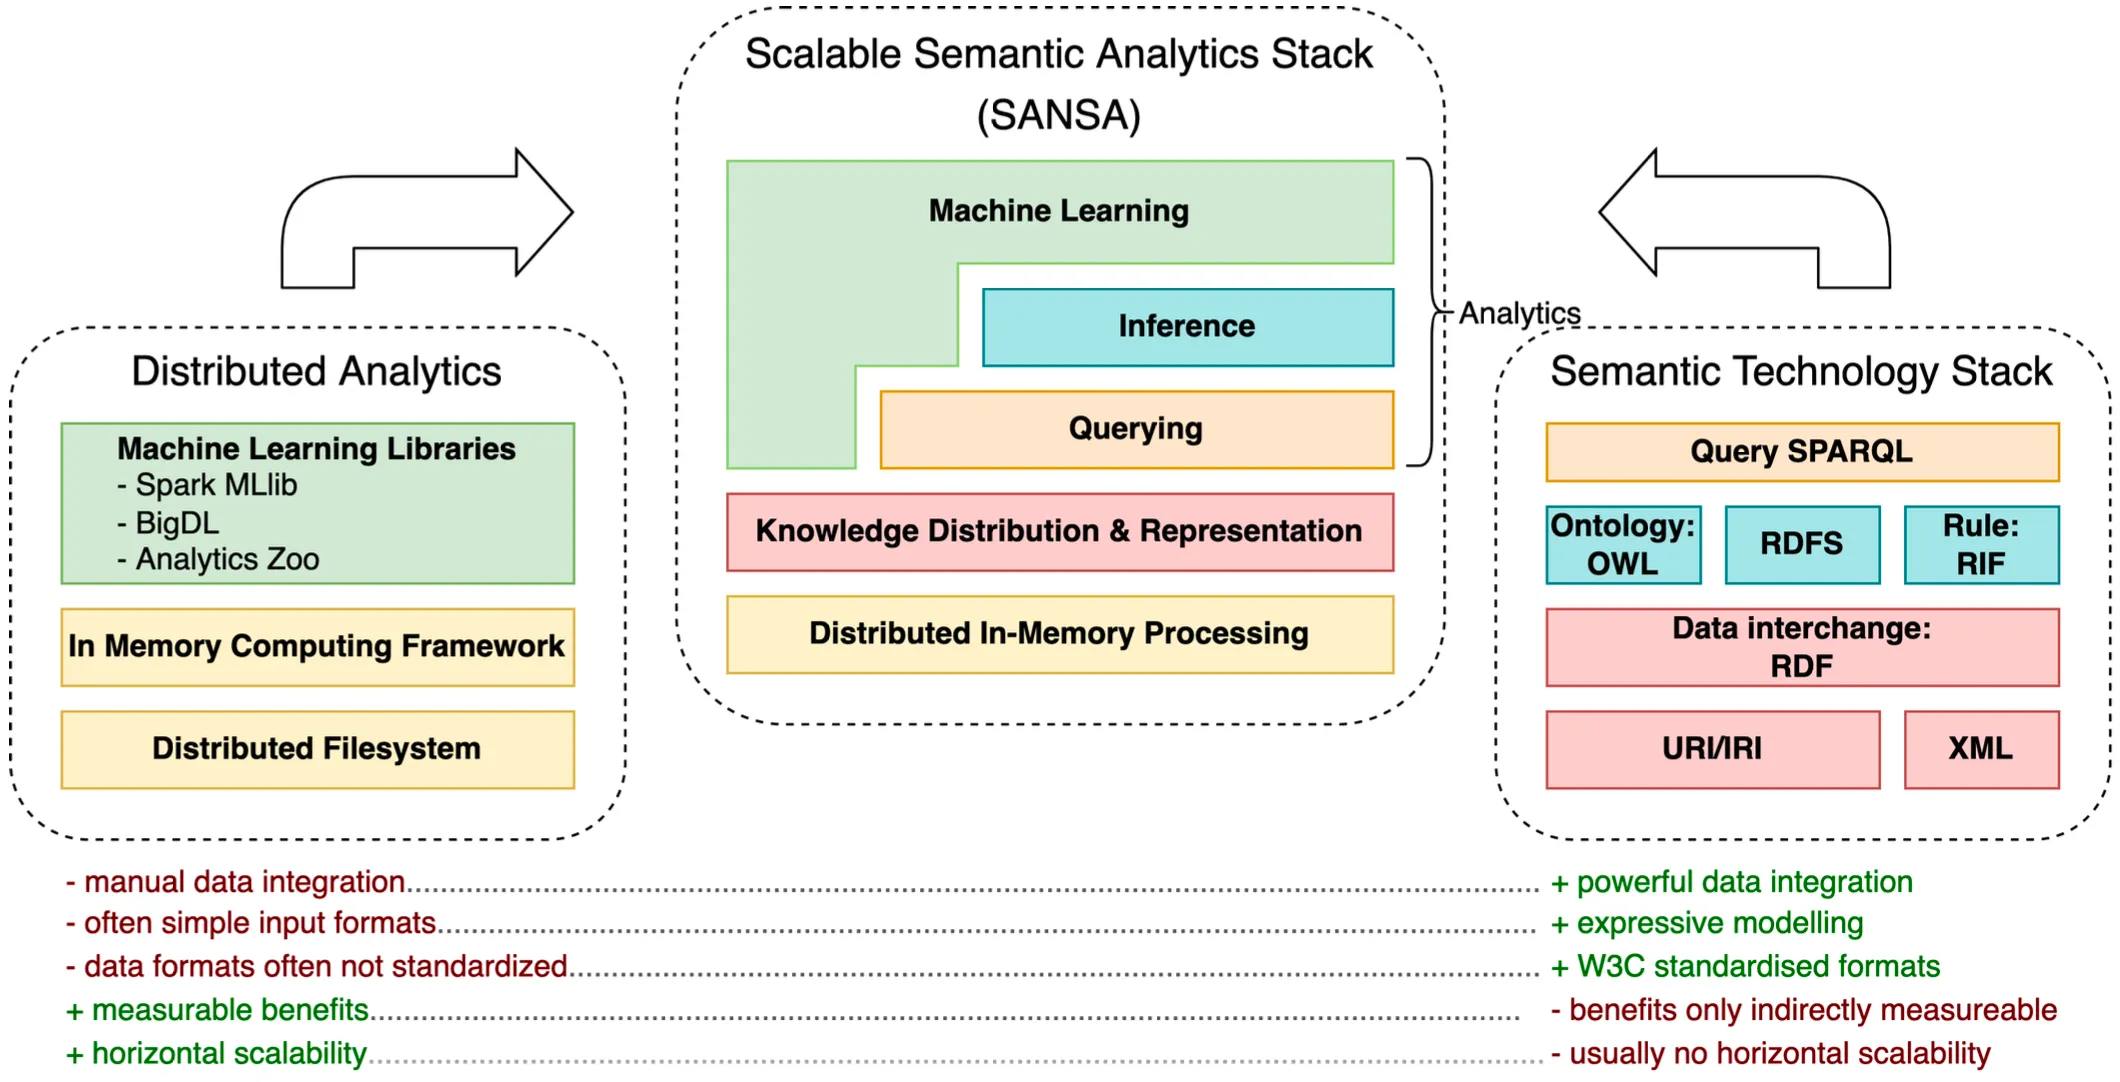 Scalable Semantic Analytics Stack
(SANSA)
Machine Learning
Inference
Querying
Analytics
Knowledge Distribution & Representation
Distributed In-Memory Processing
Distributed Analytics
Machine Learning Libraries
- Spark MLlib
- BigDL
- Analytics Zoo
In Memory Computing Framework
Distributed Filesystem
Semantic Technology Stack
Query SPARQL
Ontology:
OWL
RDFS
Rule:
RIF
Data interchange:
RDF
URI/IRI
XML
- manual data integration
+ powerful data integration
- often simple input formats
+ expressive modelling
- data formats often not standardized
+ W3C standardised formats
+ measurable benefits
- benefits only indirectly measureable
+ horizontal scalability
- usually no horizontal scalability